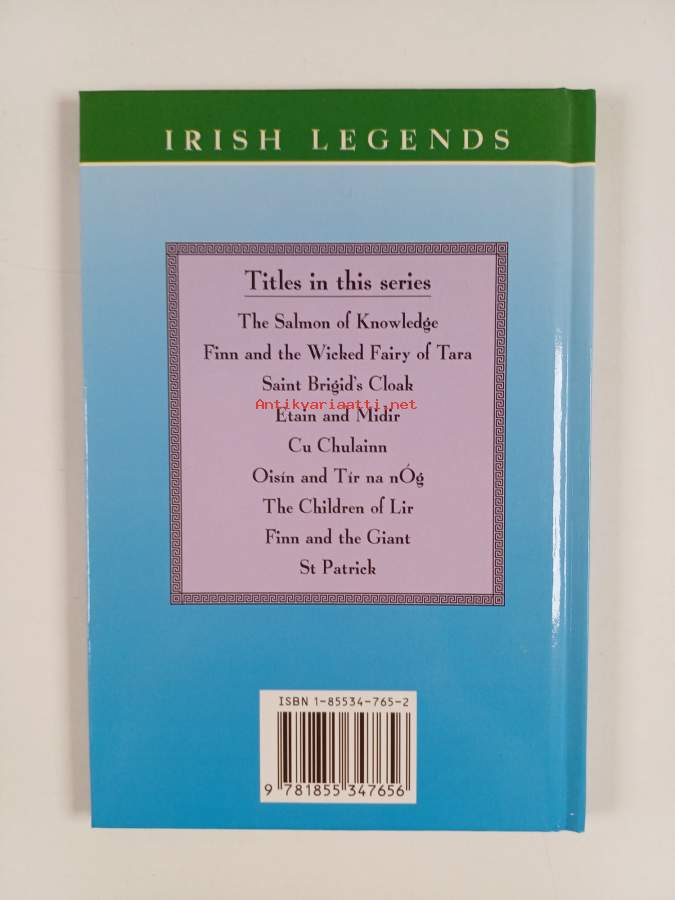 IRISH LEGENDS
Titles in this series
The Salmon of Knowledge
Finn and the Wicked Fairy of Tara
Saint Brigid's Cloak
Antikvariaatti.net
Etain and Midir
Cu Chulainn
Oisín and Tír na nÓg
The Children of Lir
Finn and the Giant
St Patrick
ISBN 1-85534-765-2
9 781855 347656